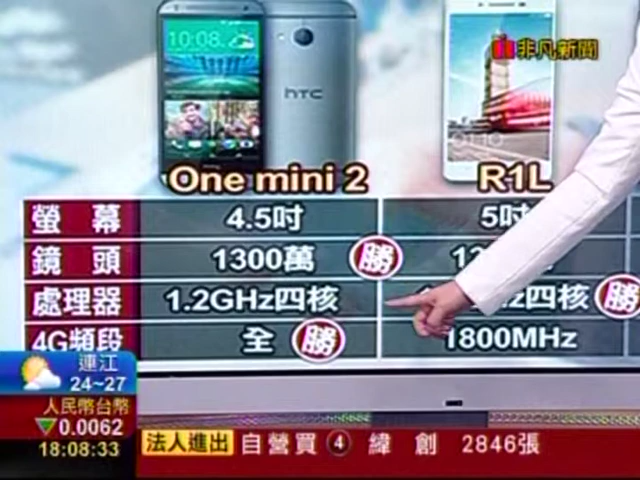 10:08
hTC
非凡新聞
One mini 2
R1L
螢幕
4.5吋
5吋
鏡頭
1300萬
勝
處理器
1.2GHz四核
四核
勝
4G頻段
全
勝
1800MHz
連江
24~27
人民幣台幣
▼0.0062
18:08:33
法人進出
自營買 4 緯創 2846張